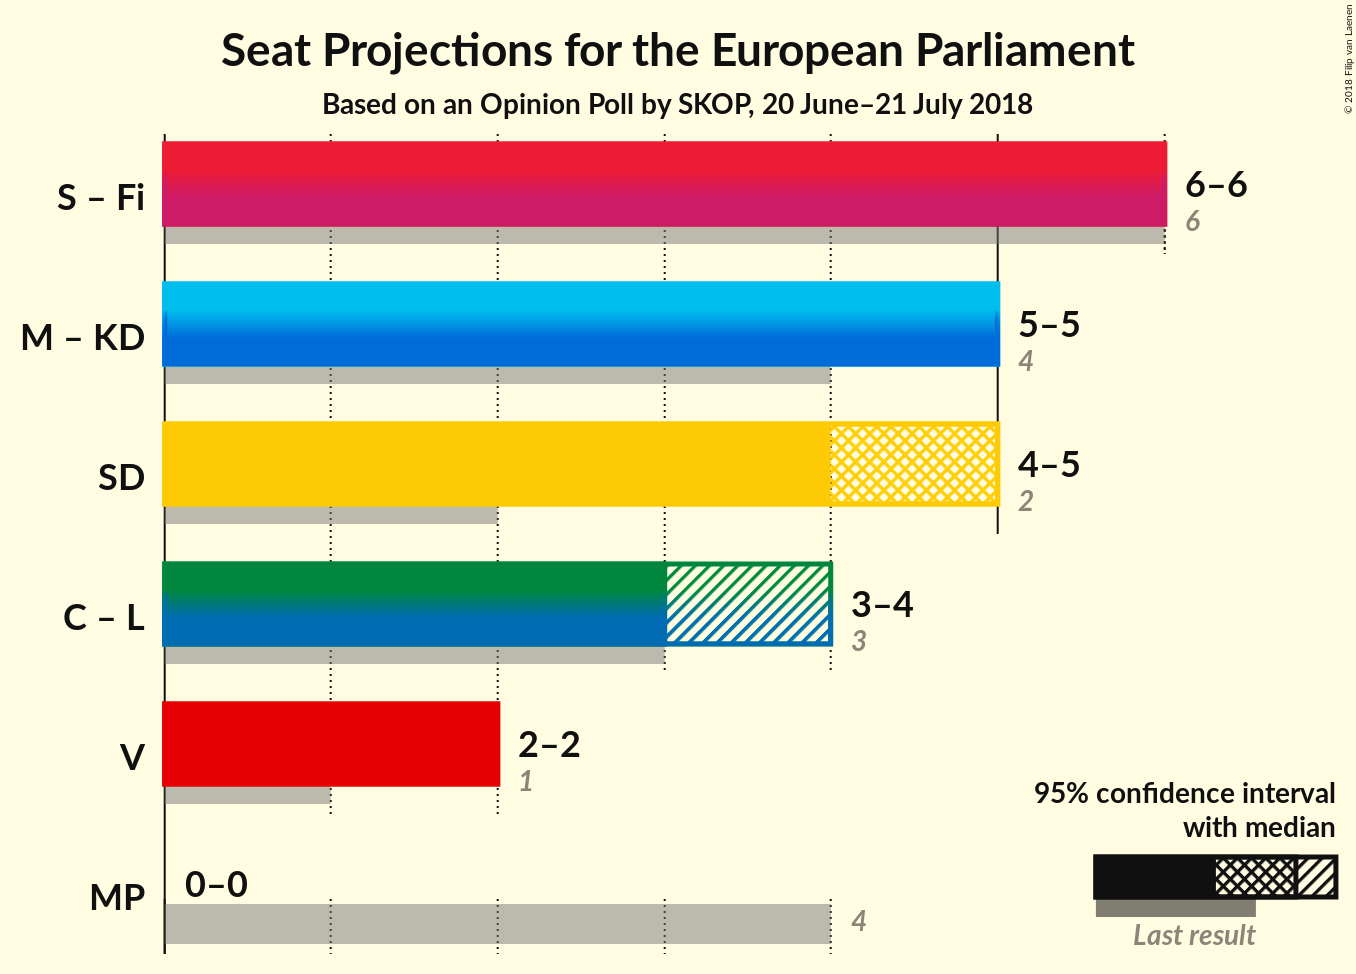 Seat Projections for the European Parliament
Based on an Opinion Poll by SKOP, 20 June–21 July 2018
© 2018 Filip van Laenen
S – Fi
6–6
6
M – KD
5–5
4
SD
4–5
2
C – L
3–4
3
V
2–2
1
MP
0–0
4
95% confidence interval
with median
Last result